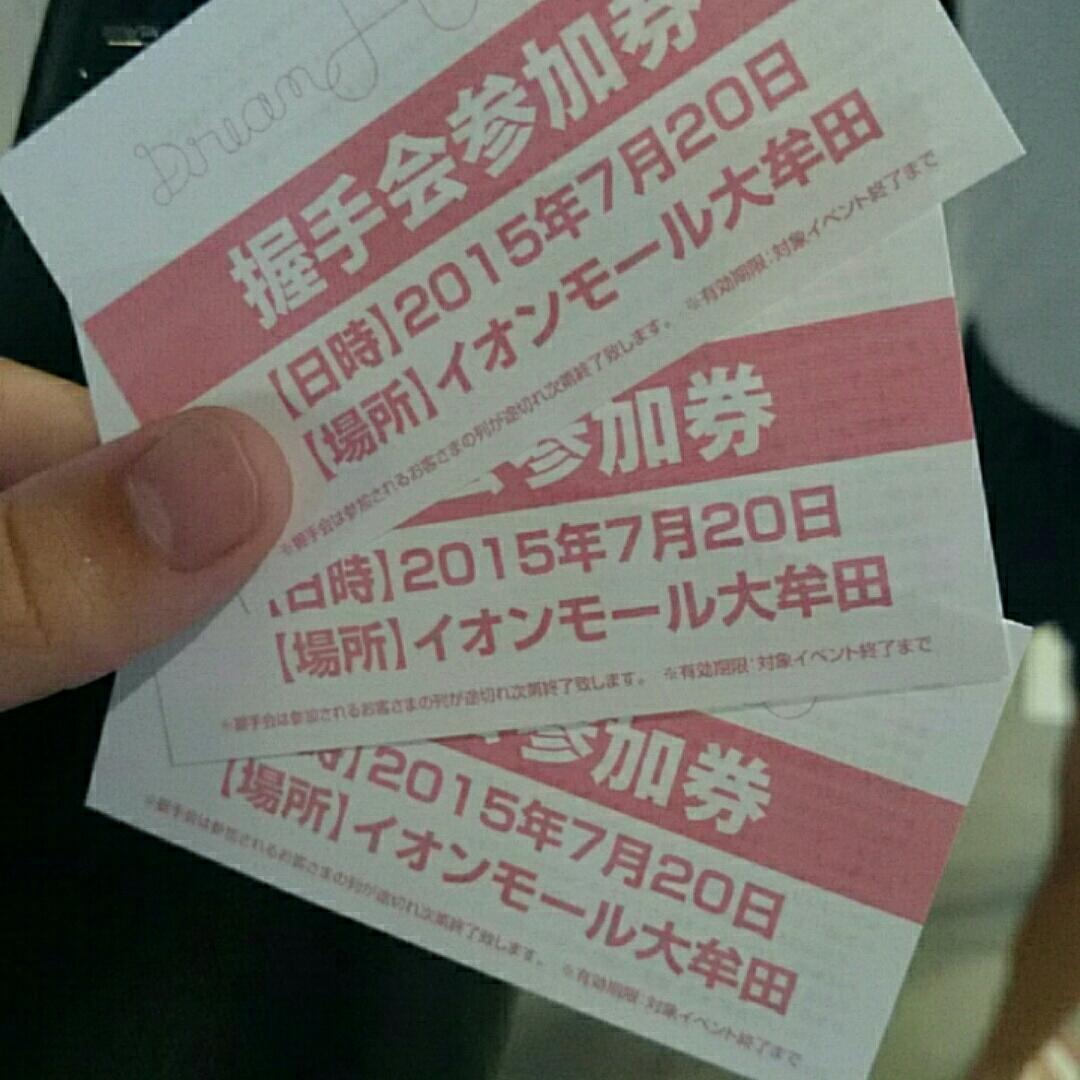 握手会参加券
【日時】2015年7月20日
【場所】イオンモール大牟田
※握手会は参加されるお客さまの列が途切れ次第終了致します。 ※有効期限：対象イベント終了まで
参加券
【日時】2015年7月20日
【場所】イオンモール大牟田
※握手会は参加されるお客さまの列が途切れ次第終了致します。 ※有効期限：対象イベント終了まで
参加券
時】2015年7月20日
【場所】イオンモール大牟田
※握手会は参加されるお客さまの列が途切れ次第終了致します。 ※有効期限：対象イベント終了まで